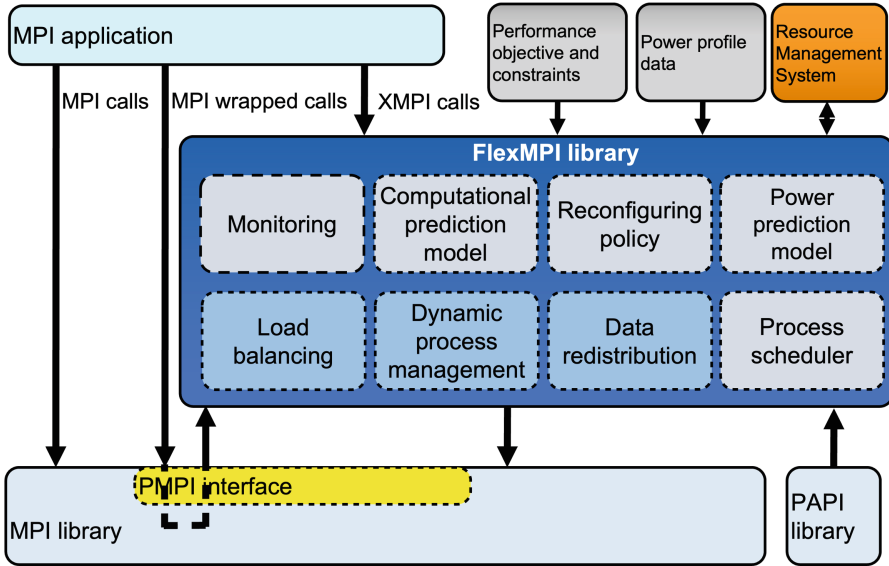 MPI application
Performance
objective and
constraints
Power profile
data
Resource
Management
System
MPI calls
MPI wrapped calls
XMPI calls
FlexMPI library
Monitoring
Computational
prediction
model
Reconfiguring
policy
Power
prediction
model
Load
balancing
Dynamic
process
management
Data
redistribution
Process
scheduler
PMPI interface
MPI library
PAPI
library